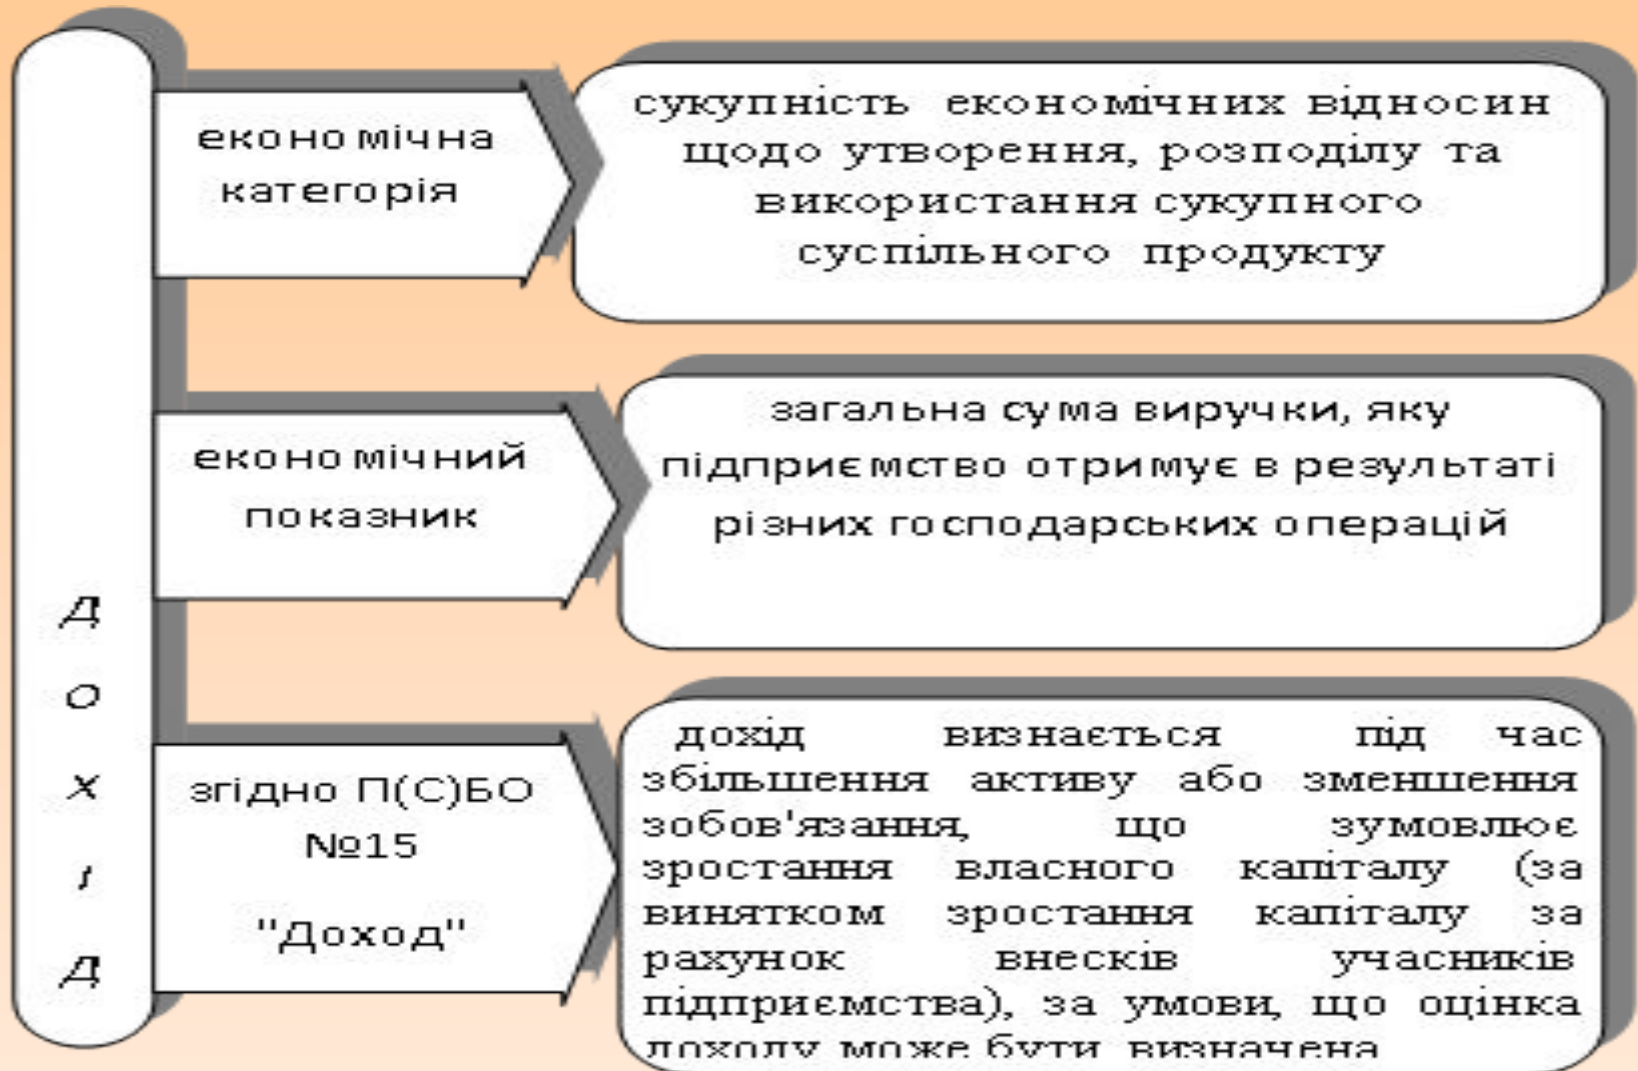 ДОХІД
економічна
категорія
сукупність економічних відносин
щодо утворення, розподілу та
використання сукупного
суспільного продукту
економічний
показник
загальна сума виручки, яку
підприємство отримує в результаті
різних господарських операцій
згідно П(С)БО
№15
"Доход"
дохід визнається під час
збільшення активу або зменшення
зобов'язання, що зумовлює
зростання власного капіталу (за
винятком зростання капіталу за
рахунок внесків учасників
підприємства), за умови, що оцінка
доходу може бути визначена